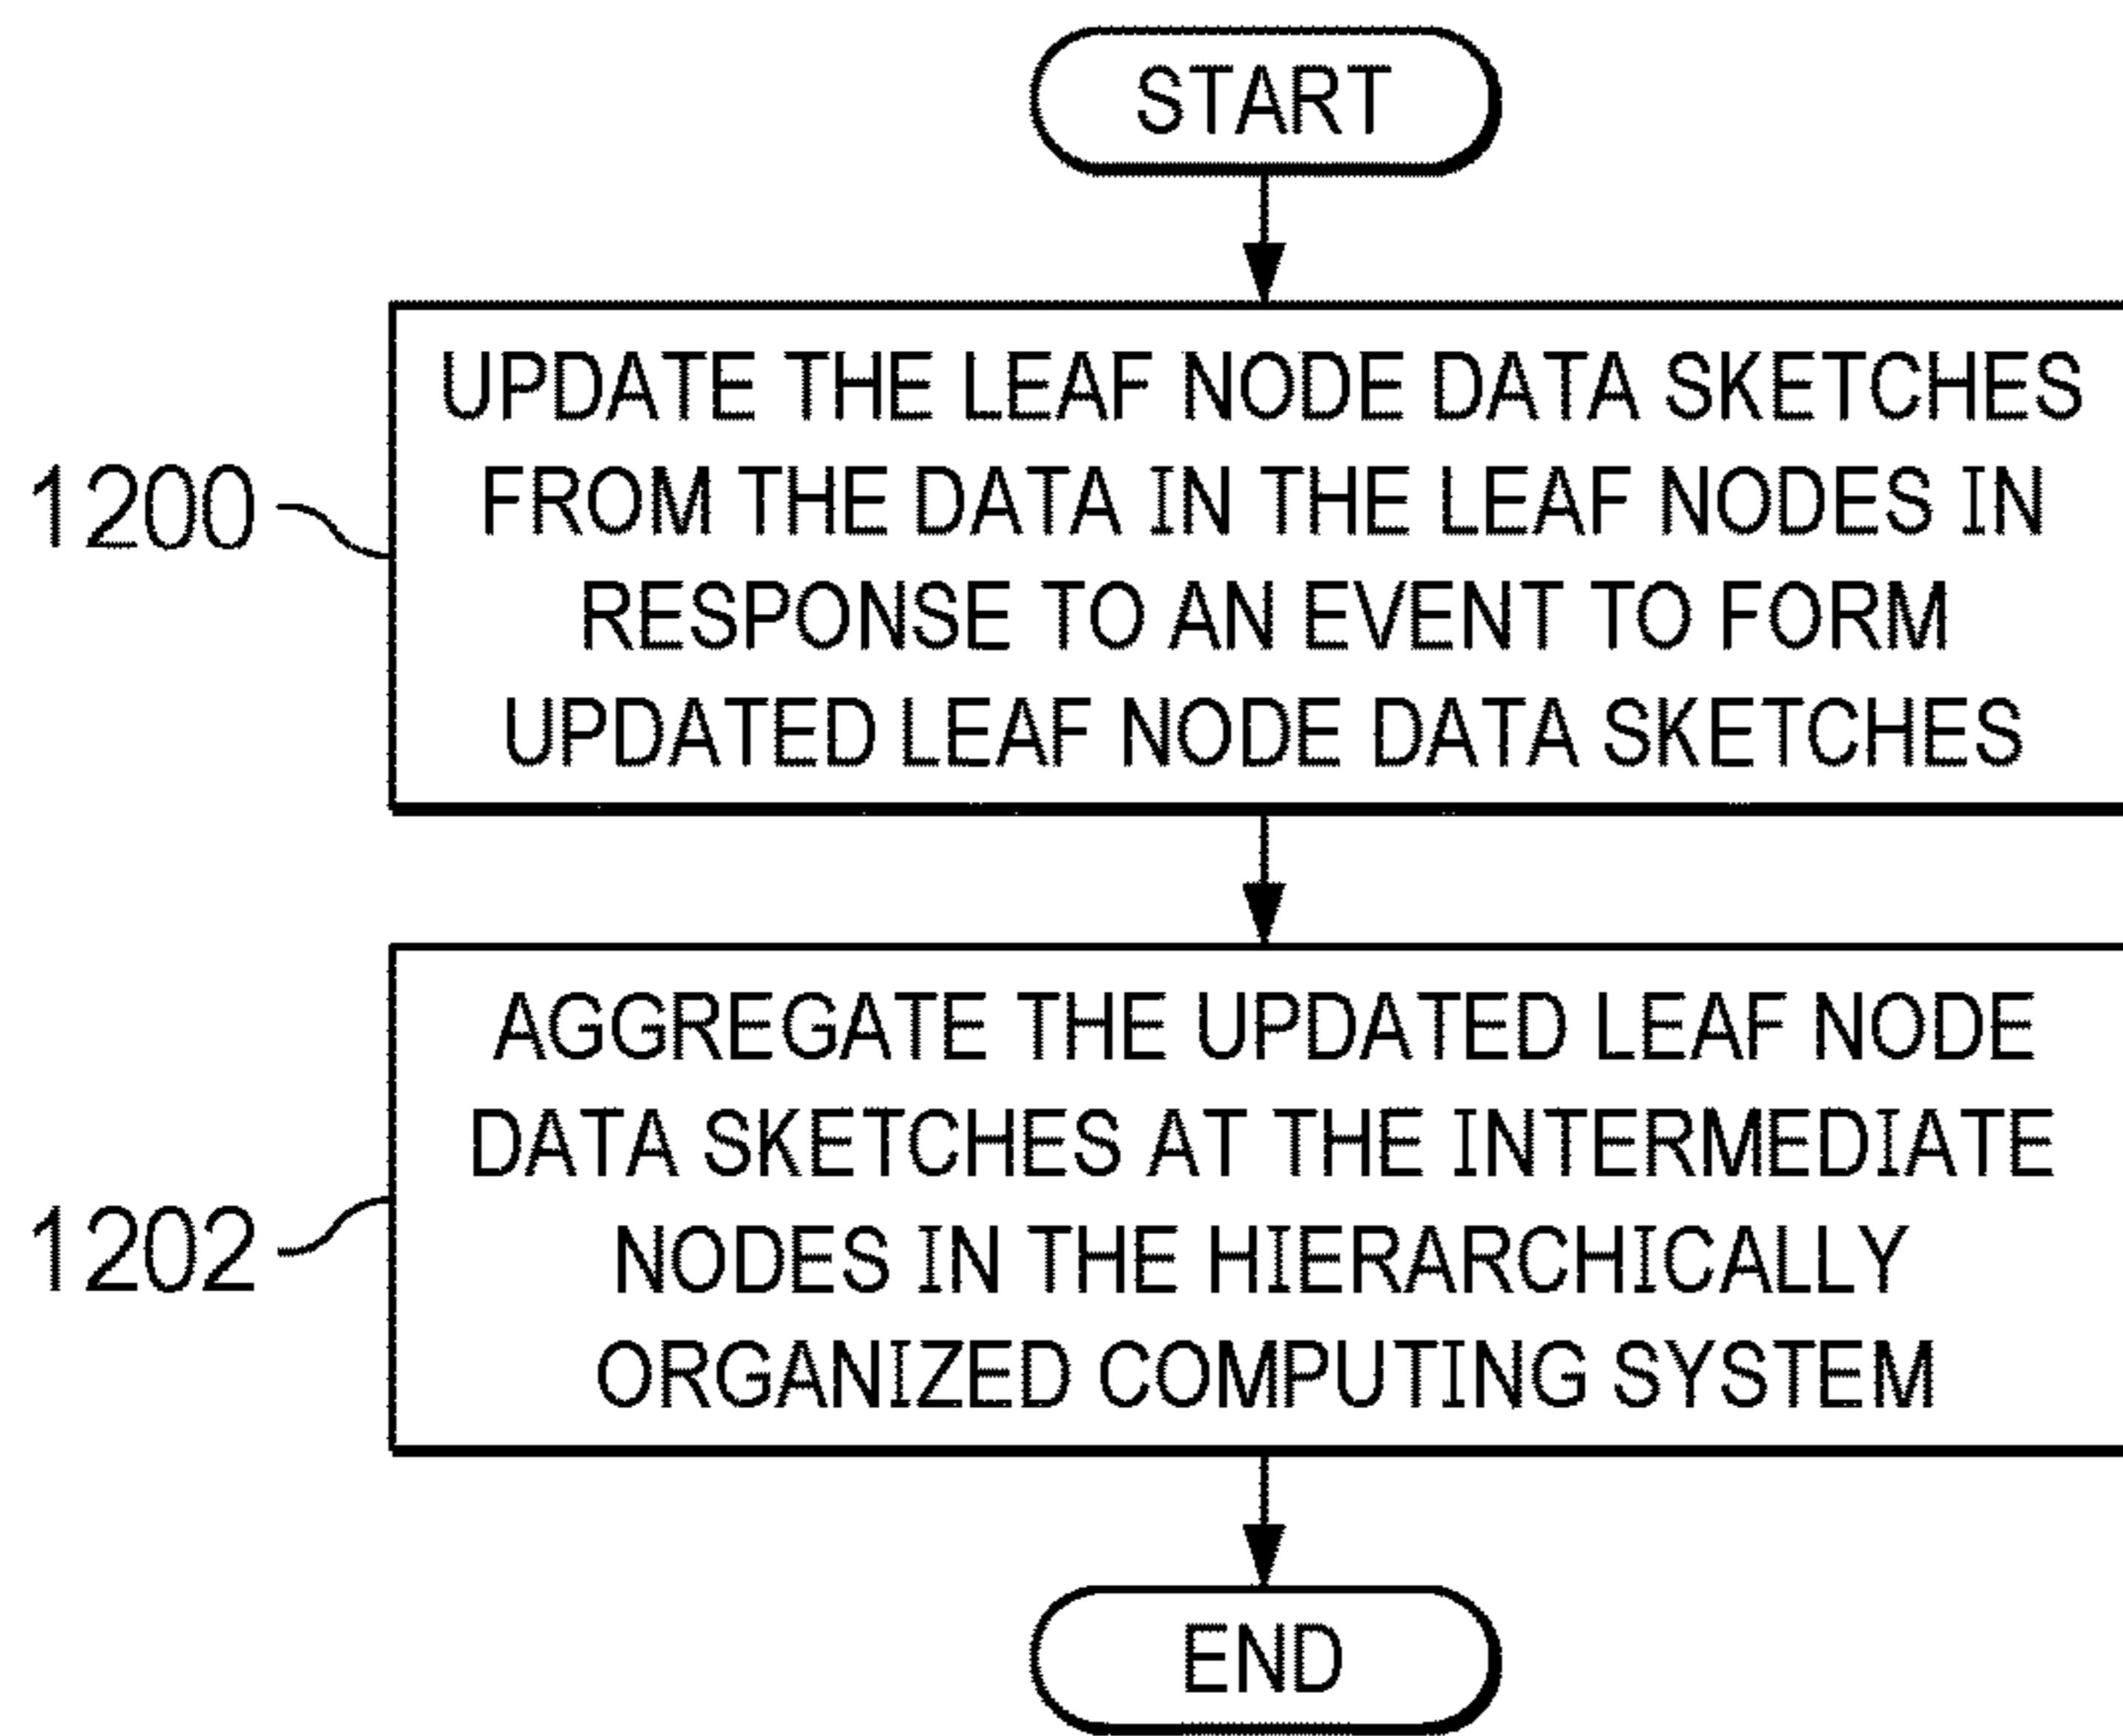 START
UPDATE THE LEAF NODE DATA SKETCHES
FROM THE DATA IN THE LEAF NODES IN
RESPONSE TO AN EVENT TO FORM
UPDATED LEAF NODE DATA SKETCHES
1200
AGGREGATE THE UPDATED LEAF NODE
DATA SKETCHES AT THE INTERMEDIATE
NODES IN THE HIERARCHICALLY
ORGANIZED COMPUTING SYSTEM
1202
END